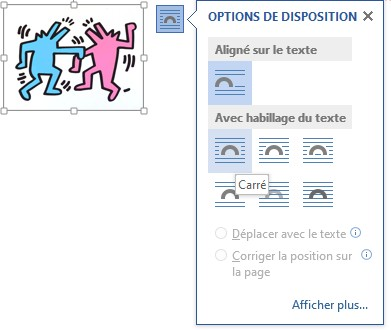 OPTIONS DE DISPOSITION
Aligné sur le texte
Avec habillage du texte
Carré
Déplacer avec le texte
Corriger la position sur
la page
Afficher plus...